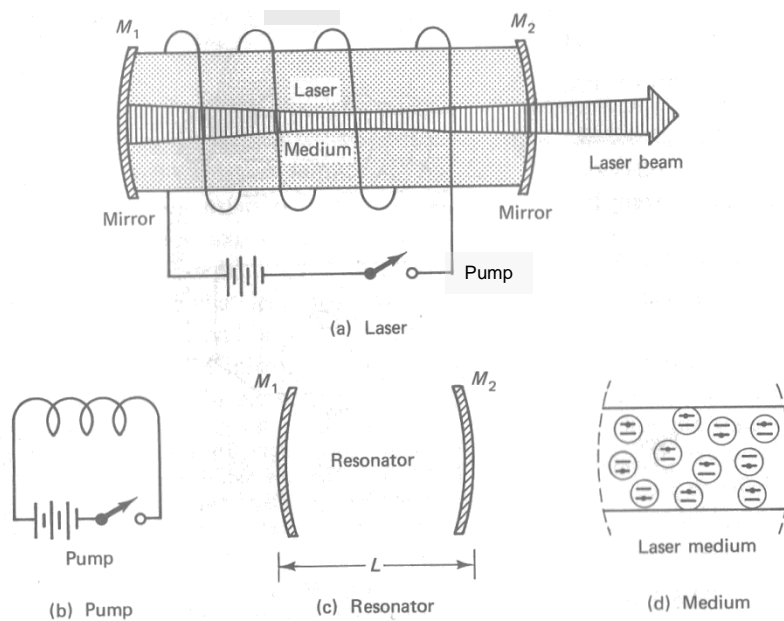 M1
M2
Laser
Medium
Laser beam
Mirror
Mirror
Pump
(a) Laser
M1
M2
Resonator
Pump
L
Laser medium
(b) Pump
(c) Resonator
(d) Medium